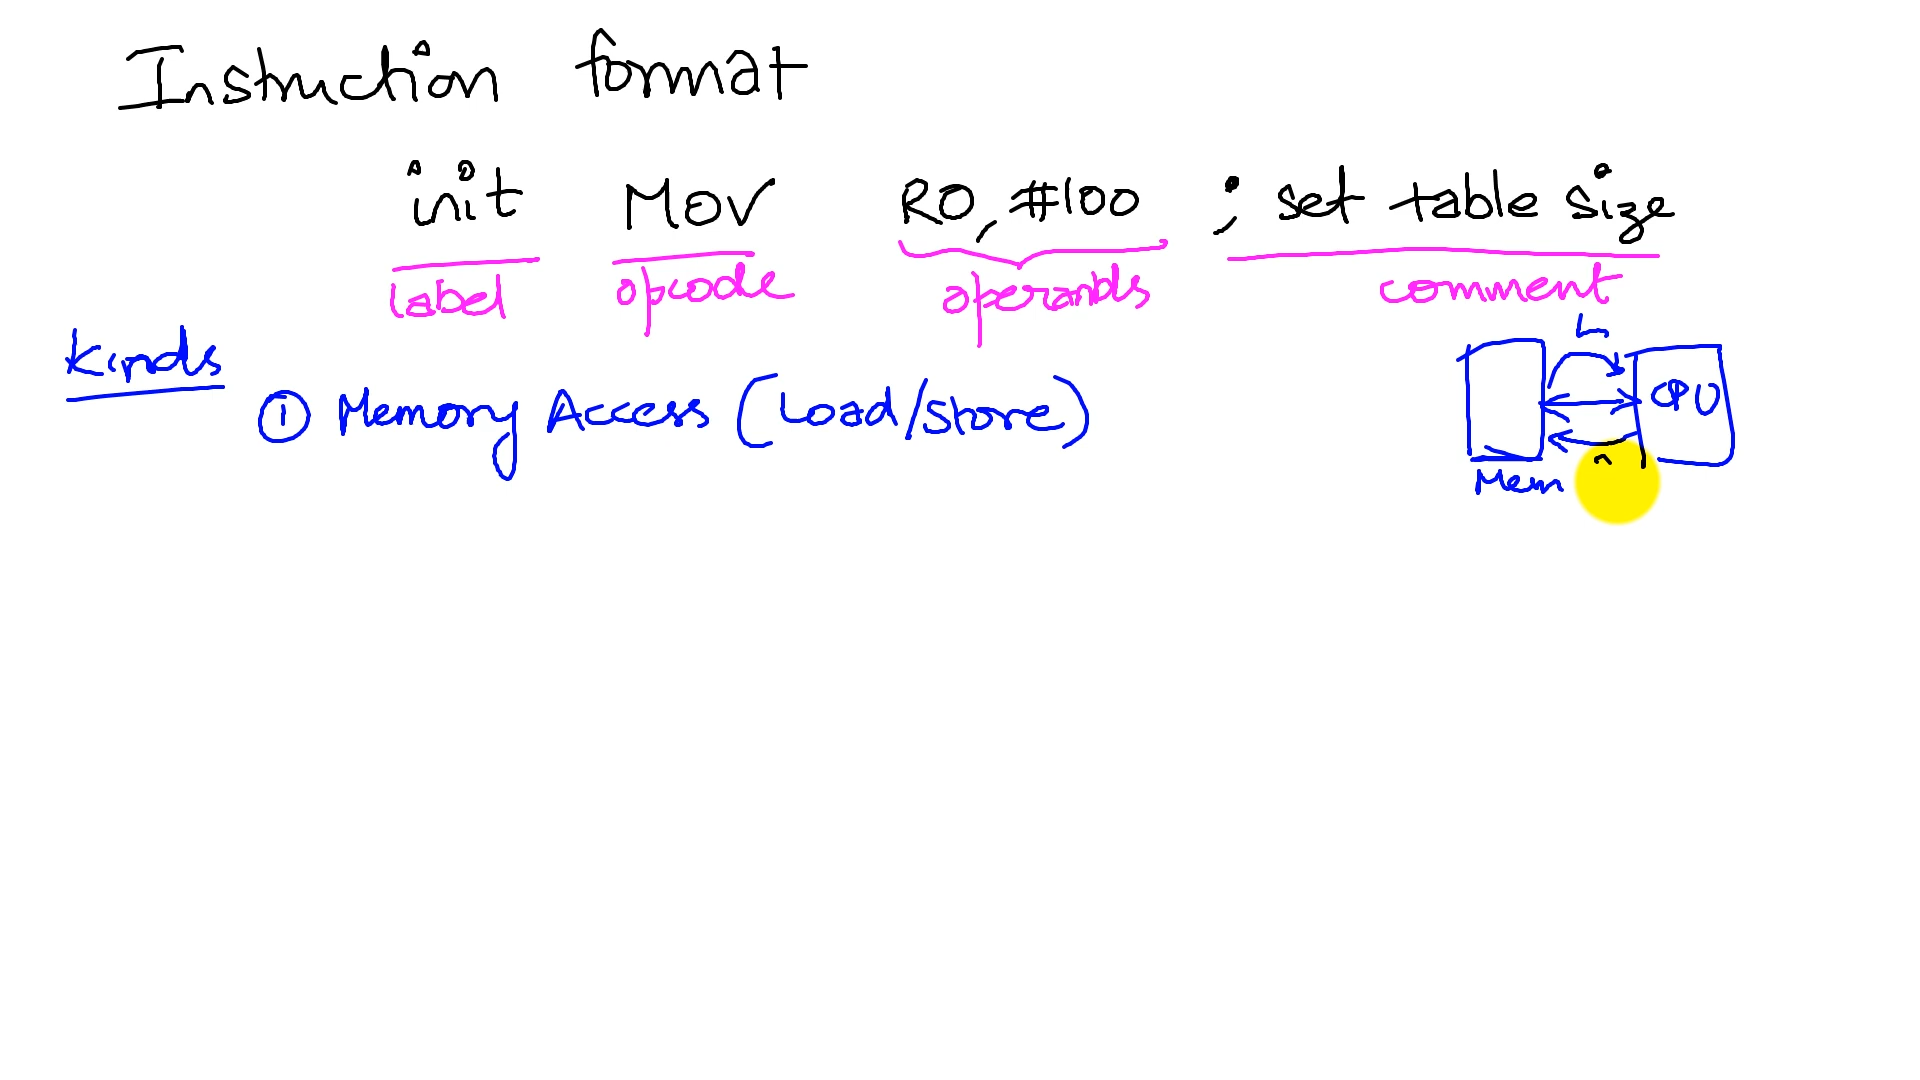 Instruction format
init MOV R0, #100 ; set table size
label opcode operands comment
Kinds
① Memory Access (Load/Store)
L
CPU
Mem